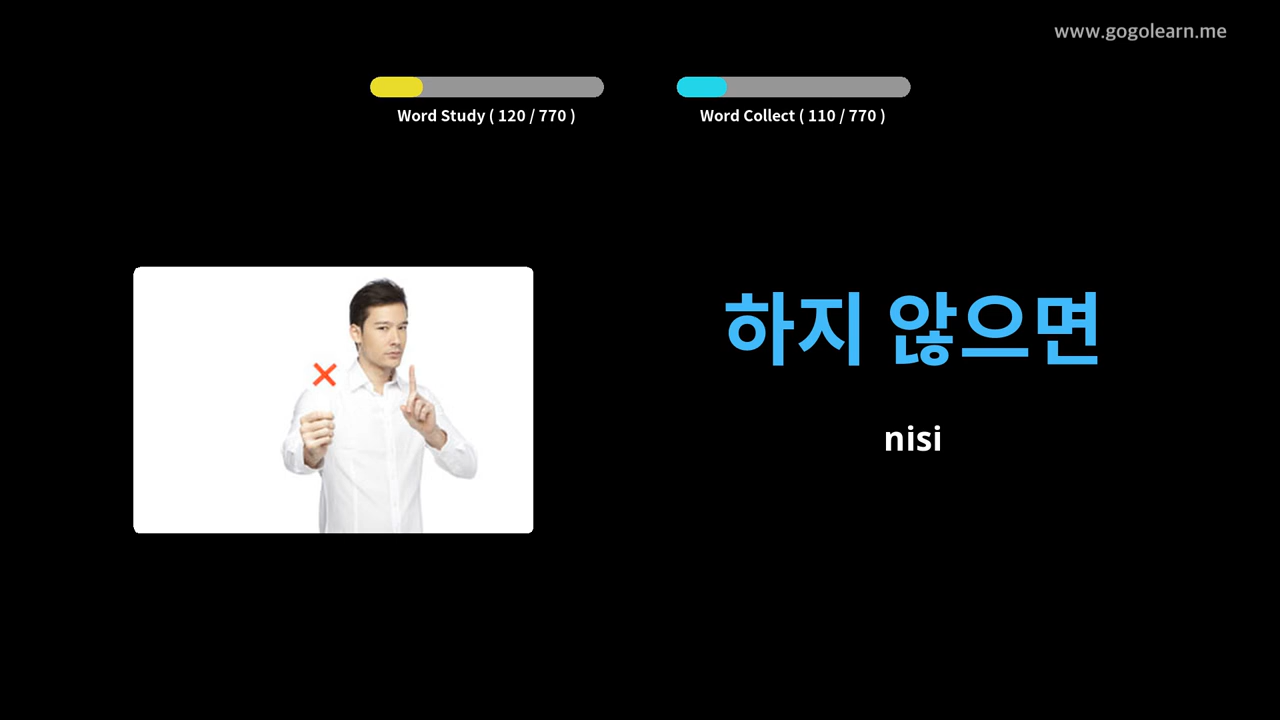 www.gogolearn.me
Word Study ( 120 / 770 )
Word Collect ( 110 / 770 )
하지 않으면
nisi